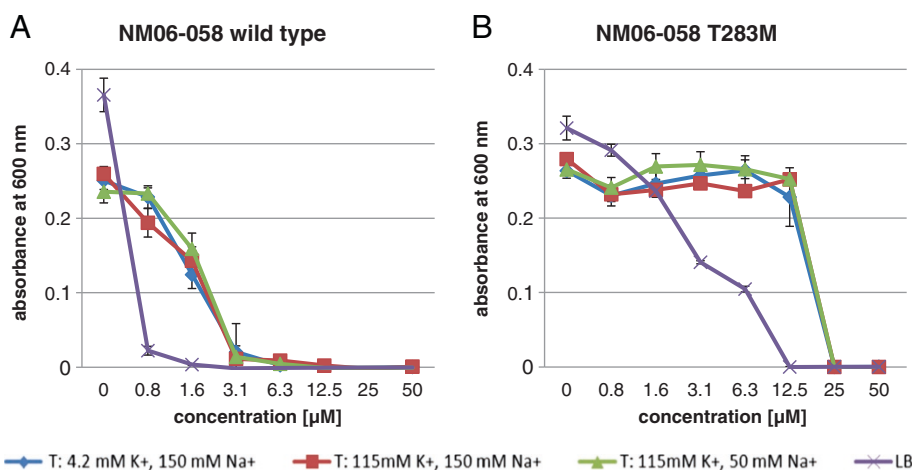 A
NM06-058 wild type
absorbance at 600 nm
0.4
0.3
0.2
0.1
0
0 0.8 1.6 3.1 6.3 12.5 25 50
concentration [µM]
B
NM06-058 T283M
absorbance at 600 nm
0.4
0.3
0.2
0.1
0
0 0.8 1.6 3.1 6.3 12.5 25 50
concentration [µM]
T: 4.2 mM K+, 150 mM Na+ T: 115mM K+, 150 mM Na+ T: 115mM K+, 50 mM Na+ LB